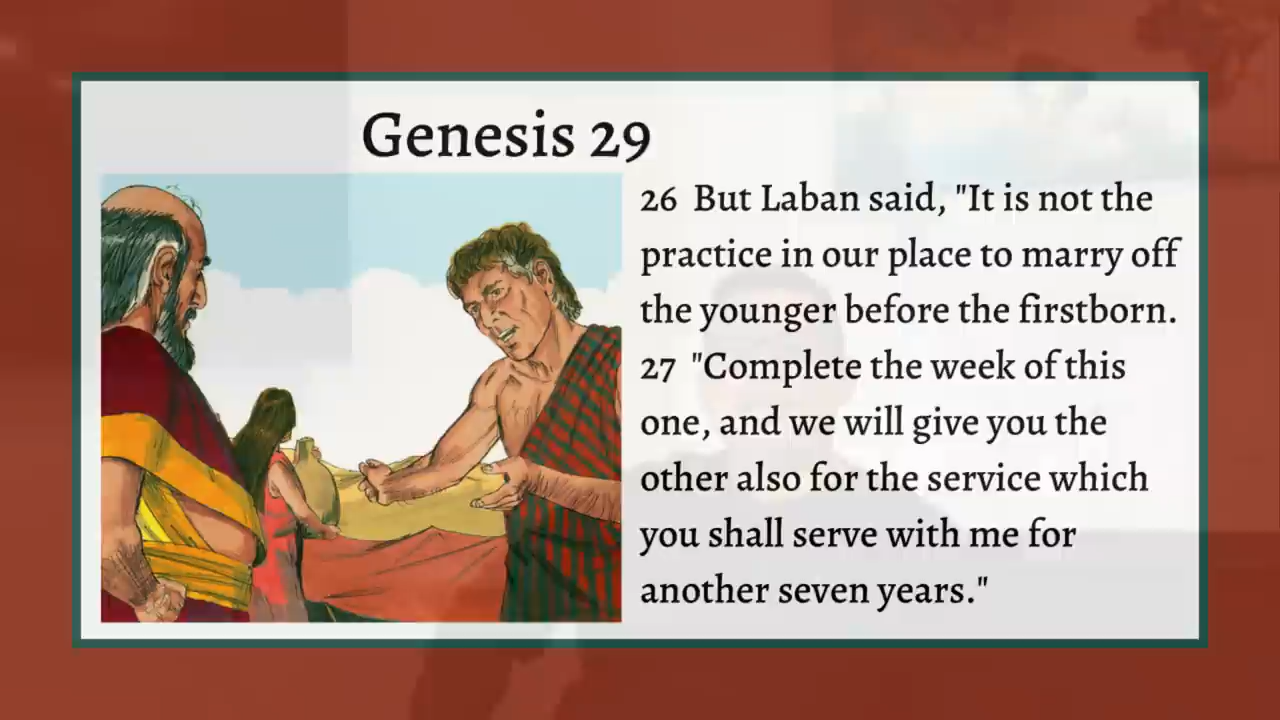 Genesis 29
26 But Laban said, "It is not the
practice in our place to marry off
the younger before the firstborn.
27 "Complete the week of this
one, and we will give you the
other also for the service which
you shall serve with me for
another seven years."